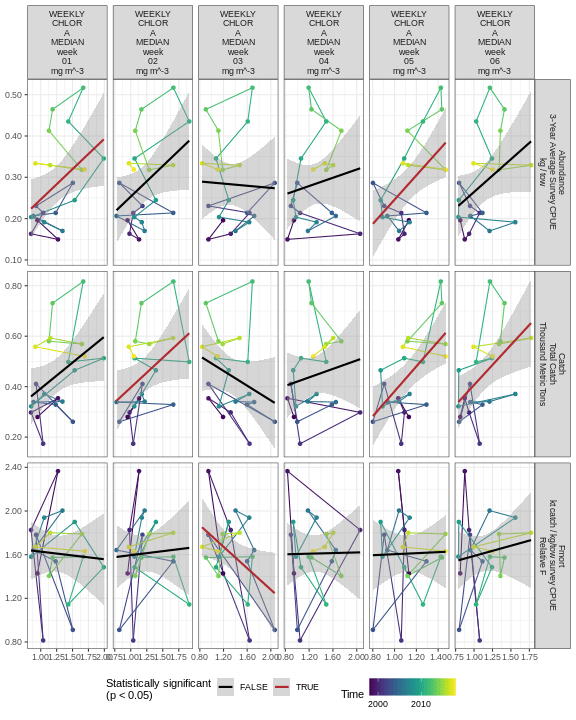 WEEKLY CHLOR A MEDIAN week 01 mg m^-3
WEEKLY CHLOR A MEDIAN week 02 mg m^-3
WEEKLY CHLOR A MEDIAN week 03 mg m^-3
WEEKLY CHLOR A MEDIAN week 04 mg m^-3
WEEKLY CHLOR A MEDIAN week 05 mg m^-3
WEEKLY CHLOR A MEDIAN week 06 mg m^-3
0.50
0.40
0.30
0.20
0.10
Abundance
3-Year Average Survey CPUE
kg / tow
0.80
0.60
0.40
0.20
Catch
Total Catch
Thousand Metric Tons
2.40
2.00
1.60
1.20
0.80
Fmort
kt catch / kg/tow survey CPUE
Relative F
1.00 1.25 1.50 1.75 2.00
0.75 1.00 1.25 1.50 1.75
0.80 1.20 1.60 2.00
0.80 1.20 1.60 2.00
0.80 1.00 1.20 1.40
0.75 1.00 1.25 1.50 1.75
Statistically significant
(p < 0.05)
FALSE
TRUE
Time
2000 2010